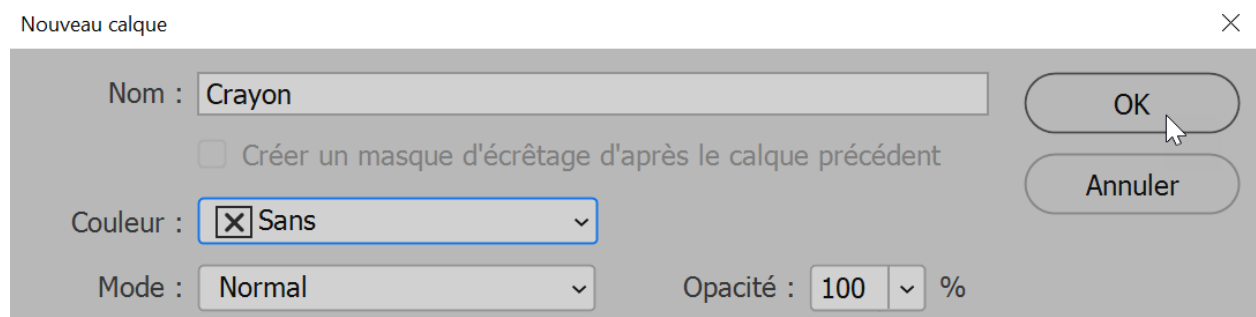 Nouveau calque
Nom : Crayon
OK
Créer un masque d'écrêtage d'après le calque précédent
Annuler
Couleur : Sans
Mode : Normal Opacité : 100 %